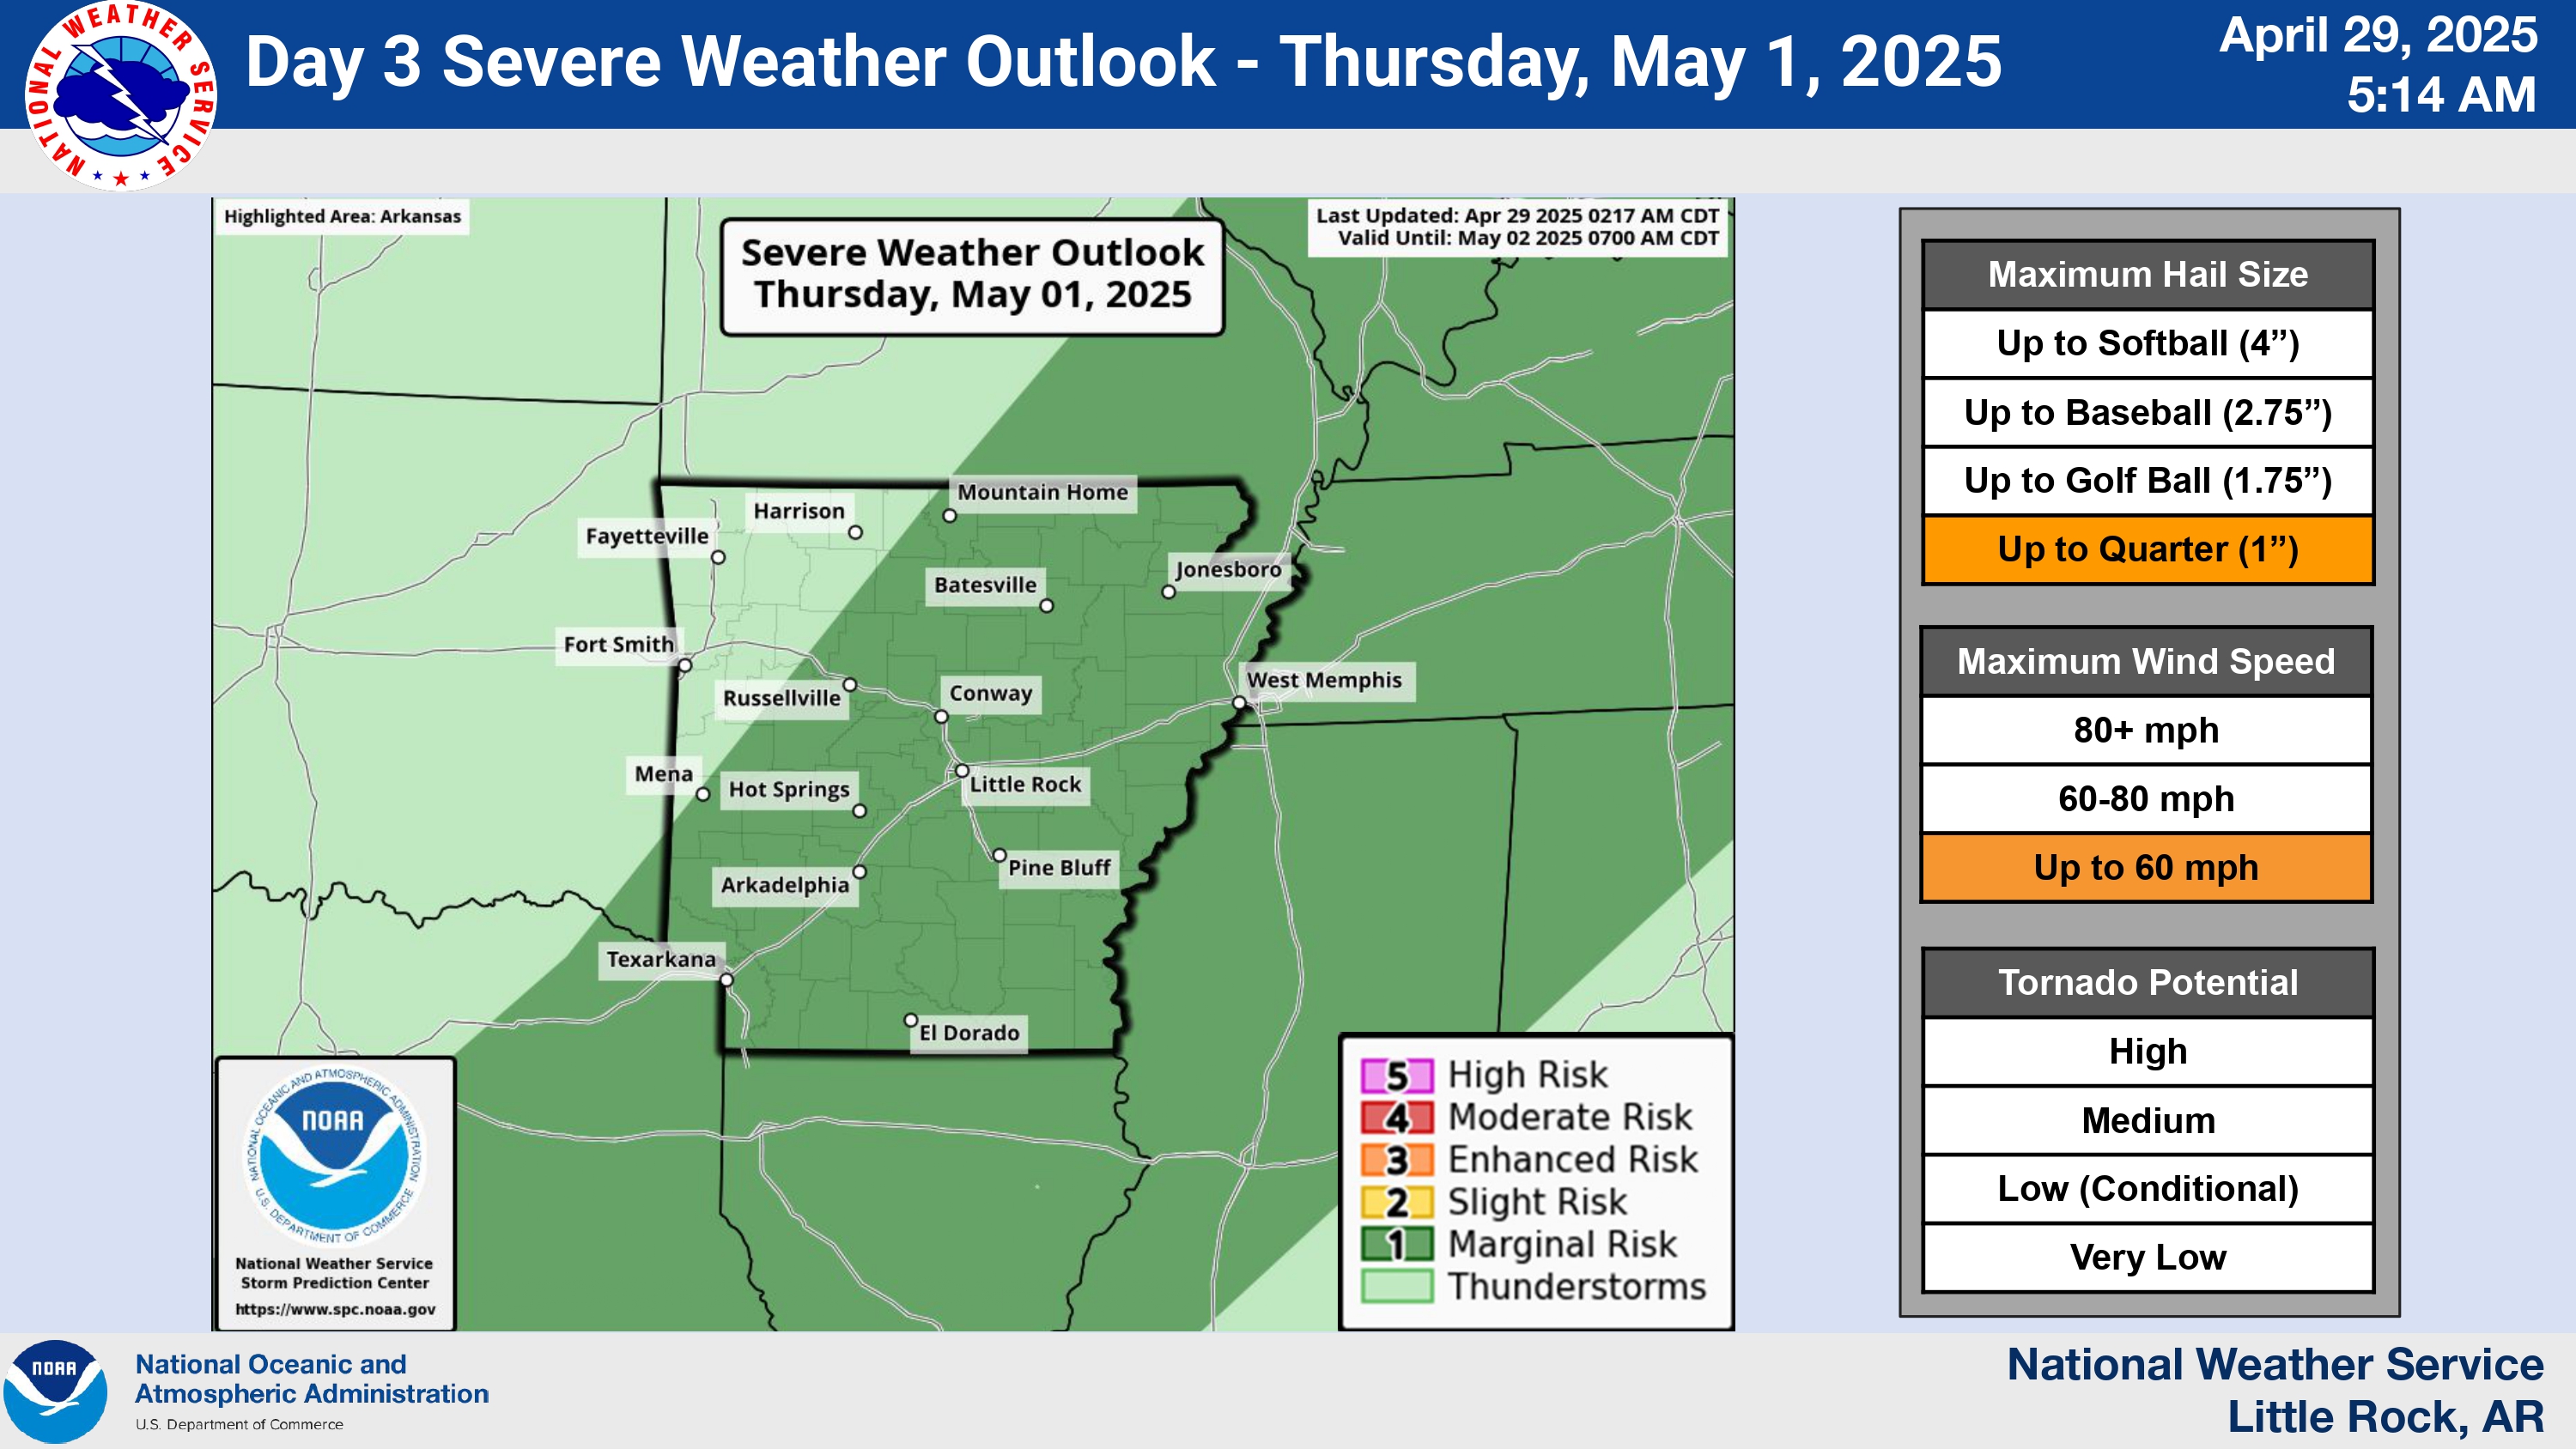 NATIONAL WEATHER SERVICE
Day 3 Severe Weather Outlook - Thursday, May 1, 2025
April 29, 2025
5:14 AM
Highlighted Area: Arkansas
Severe Weather Outlook
Thursday, May 01, 2025
Last Updated: Apr 29 2025 0217 AM CDT
Valid Until: May 02 2025 0700 AM CDT
Mountain Home
Harrison
Fayetteville
Jonesboro
Batesville
Fort Smith
West Memphis
Conway
Russellville
Mena
Hot Springs
Little Rock
Pine Bluff
Arkadelphia
Texarkana
El Dorado
NATIONAL OCEANIC AND ATMOSPHERIC ADMINISTRATION
NOAA
U.S. DEPARTMENT OF COMMERCE
National Weather Service
Storm Prediction Center
https://www.spc.noaa.gov
5 High Risk
4 Moderate Risk
3 Enhanced Risk
2 Slight Risk
1 Marginal Risk
Thunderstorms
Maximum Hail Size
Up to Softball (4”)
Up to Baseball (2.75”)
Up to Golf Ball (1.75”)
Up to Quarter (1”)
Maximum Wind Speed
80+ mph
60-80 mph
Up to 60 mph
Tornado Potential
High
Medium
Low (Conditional)
Very Low
NOAA
National Oceanic and
Atmospheric Administration
U.S. Department of Commerce
National Weather Service
Little Rock, AR